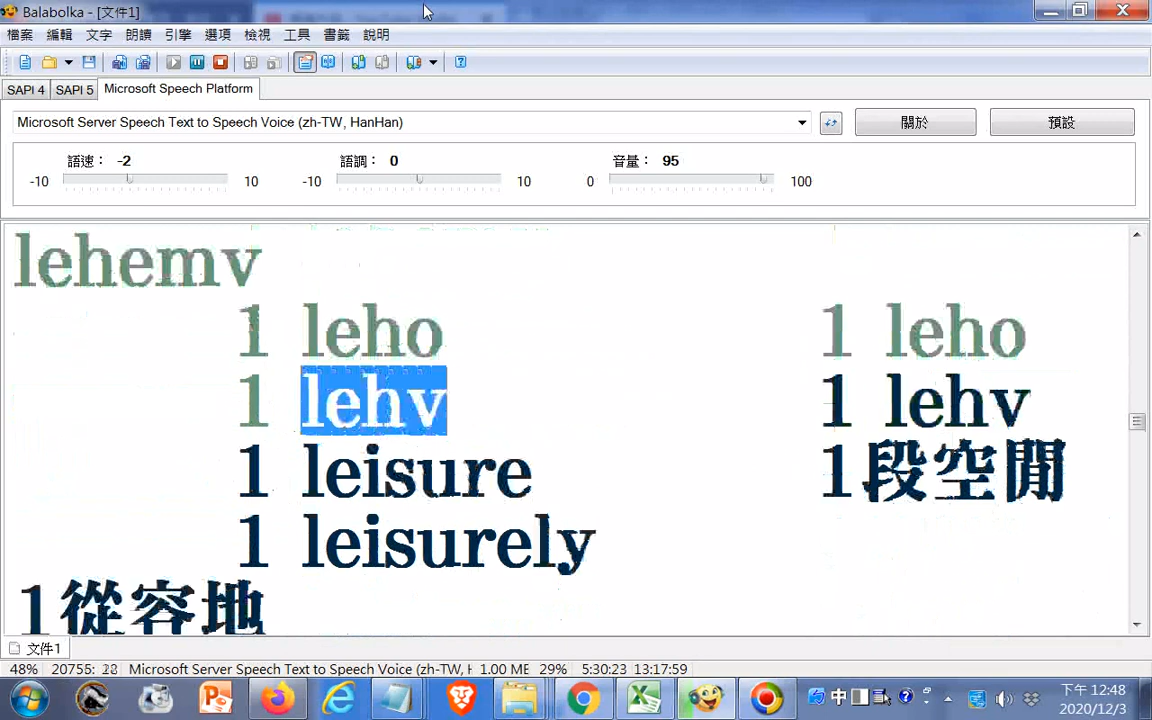 Balabolka - [文件1]
檔案 編輯 文字 朗讀 引擎 選項 檢視 工具 書籤 說明
SAPI 4 SAPI 5 Microsoft Speech Platform
Microsoft Server Speech Text to Speech Voice (zh-TW, HanHan) 關於 預設
語速： -2 語調： 0 音量： 95
-10 10 -10 10 0 100
lehemv
1 leho 1 leho
1 lehv 1 lehv
1 leisure 1段空閒
1 leisurely
1從容地
文件1
48% 20755: 28 Microsoft Server Speech Text to Speech Voice (zh-TW, H 1.00 ME 29% 5:30:23 13:17:59
中 下午 12:48
2020/12/3